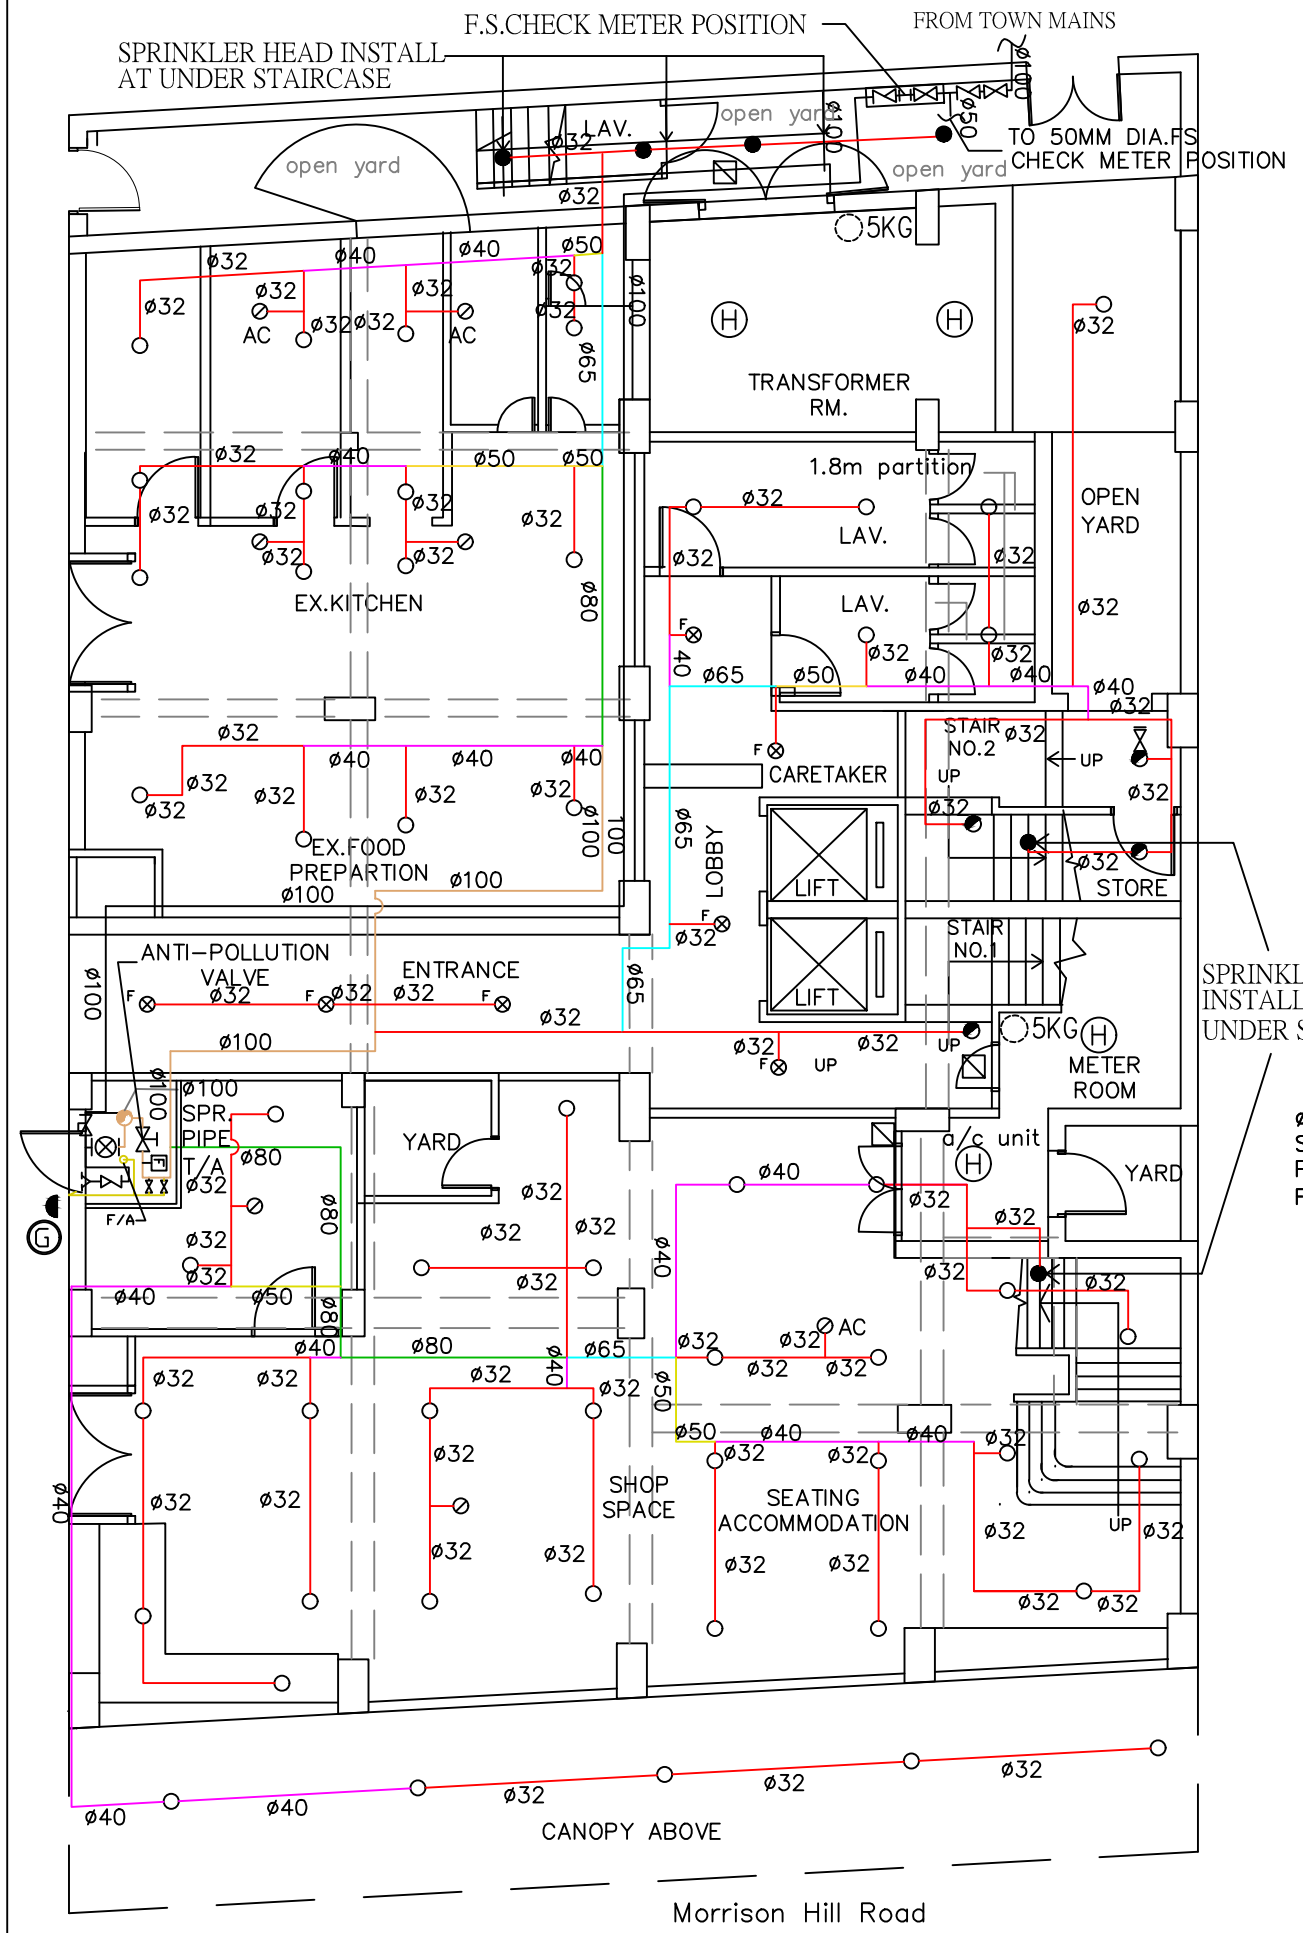 F.S.CHECK METER POSITION
FROM TOWN MAINS
SPRINKLER HEAD INSTALL
AT UNDER STAIRCASE
ø100
open yard
LAV.
ø32
ø100
ø50
TO 50MM DIA.FS
CHECK METER POSITION
open yard
open yard
ø32
5KG
ø32
ø40
ø40
ø50
ø32
ø32
ø32
ø32
ø32
ø32
ø32
ø100
AC
AC
ø65
H
H
ø32
TRANSFORMER
RM.
ø32
ø40
ø50
ø50
1.8m partition
ø32
OPEN
YARD
ø32
ø32
ø32
ø32
LAV.
ø32
ø32
ø32
ø32
EX.KITCHEN
ø80
LAV.
ø32
F
40
ø32
ø32
ø65
ø50
ø40
ø40
ø40
ø32
ø32
ø40
ø40
ø40
STAIR
NO.2
ø32
F
UP
CARETAKER
UP
ø32
ø32
ø32
ø32
ø32
ø32
ø32
ø100
100
ø65
LOBBY
EX.FOOD
PREPARTION
ø32
LIFT
STORE
ø100
ø100
F
ø32
STAIR
NO.1
ANTI-POLLUTION
VALVE
ENTRANCE
ø100
ø65
F
ø32
F
ø32
ø32
LIFT
SPRINKL
INSTALL
UNDER S
ø32
ø100
ø32
F
UP
ø32
UP
5KG
H
METER
ROOM
ø100
ø100
SPR.
PIPE
T/A
F
ø80
YARD
a/c unit
H
YARD
ø
S
P
F
ø32
ø32
ø40
ø32
ø32
F/A
G
ø32
ø80
ø32
ø32
ø40
ø32
ø32
ø32
ø32
ø40
ø50
ø80
ø32
AC
ø40
ø80
ø40
ø65
ø32
ø32
ø32
ø32
ø32
ø32
ø32
ø50
ø50
ø40
ø40
ø32
ø32
ø32
ø32
ø40
ø32
ø32
SHOP
SPACE
SEATING
ACCOMMODATION
UP
ø32
ø32
ø32
ø32
ø32
ø32
ø32
ø32
ø32
ø40
ø40
ø32
ø32
ø32
CANOPY ABOVE
Morrison Hill Road